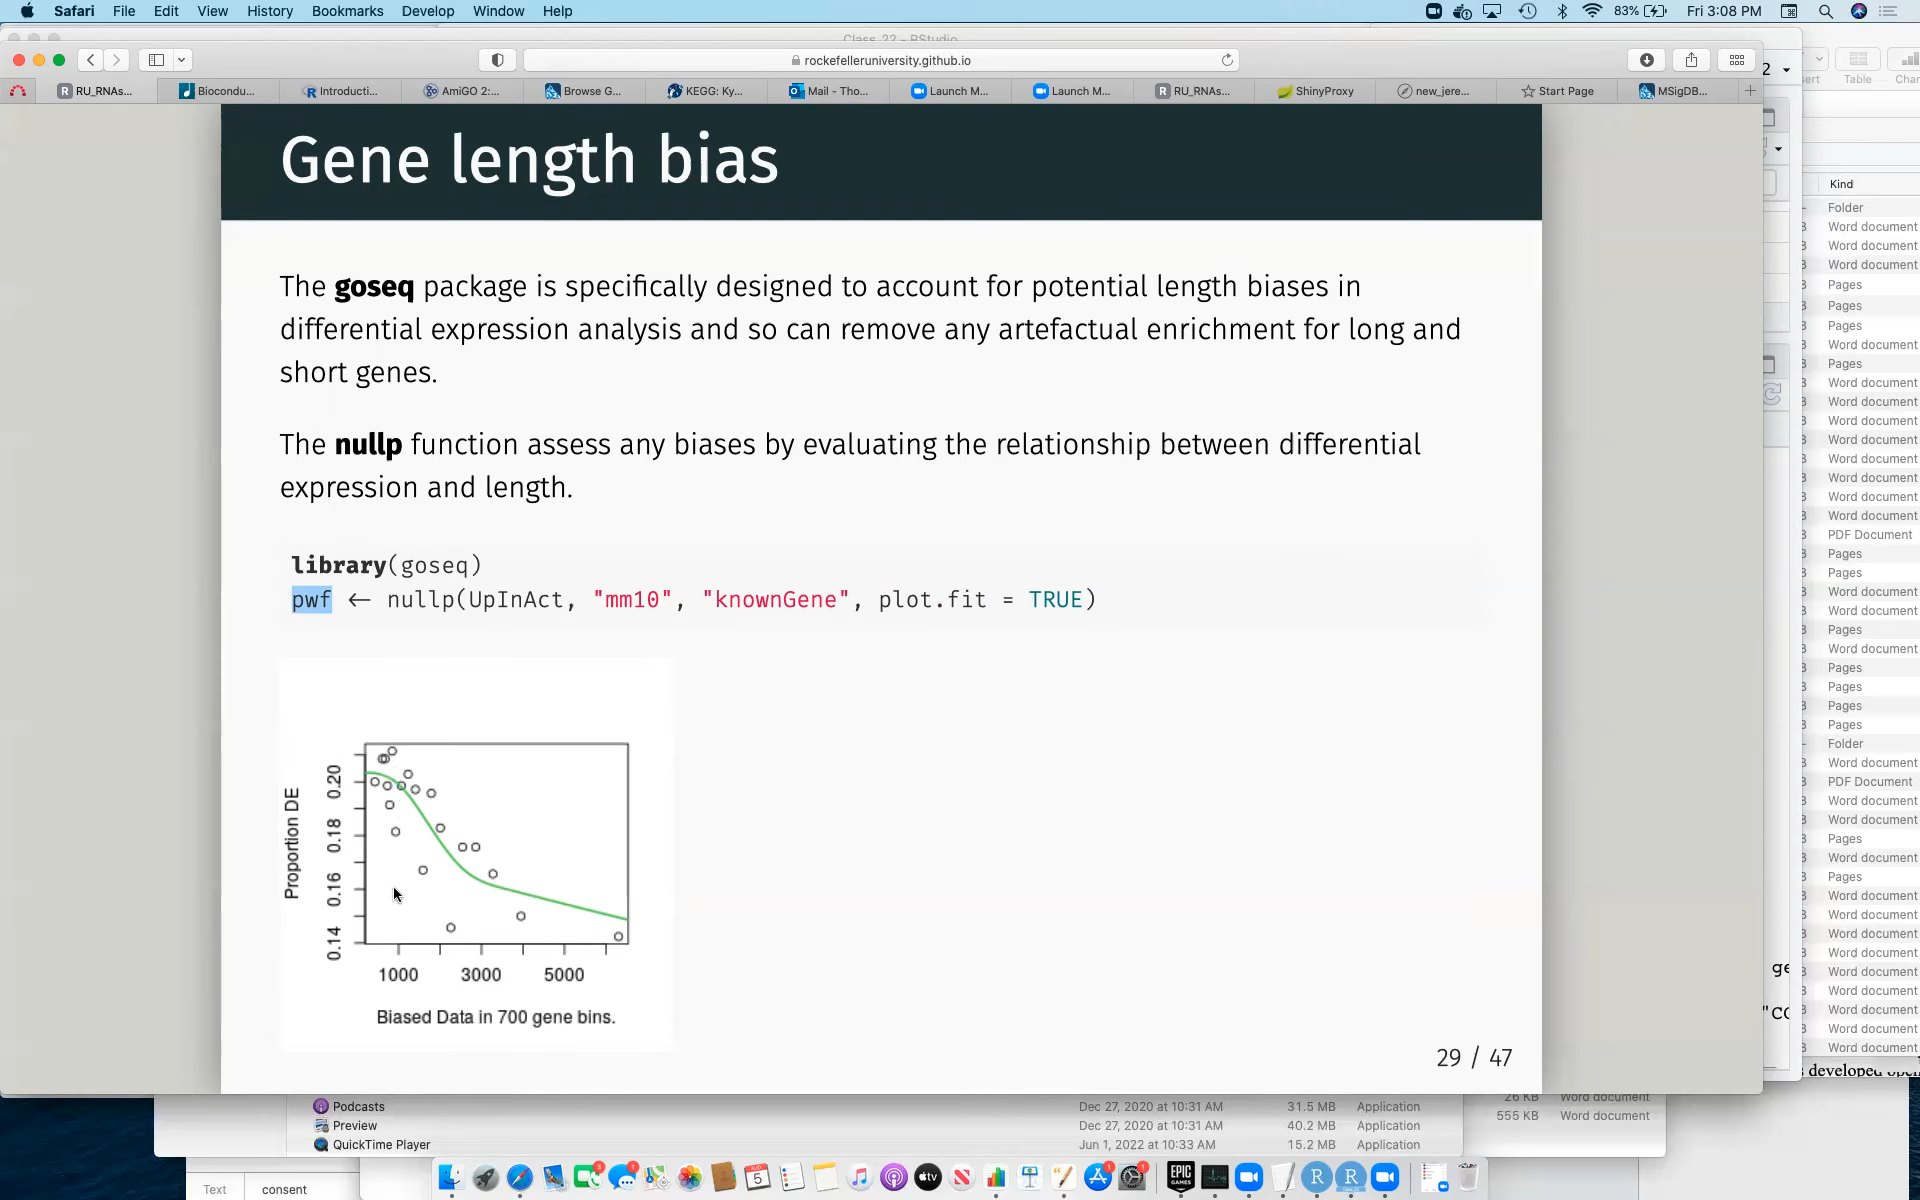 Safari File Edit View History Bookmarks Develop Window Help 83% Fri 3:08 PM
Class_22 - RStudio
rockefelleruniversity.github.io
RU_RNAs... Biocondu... Introducti... AmiGO 2:... Browse G... KEGG: Ky... Mail - Tho... Launch M... Launch M... RU_RNAs... ShinyProxy new_jere... Start Page MSigDB...
Table
Gene length bias
The goseq package is specifically designed to account for potential length biases in
differential expression analysis and so can remove any artefactual enrichment for long and
short genes.
The nullp function assess any biases by evaluating the relationship between differential
expression and length.
library(goseq)
pwf ← nullp(UpInAct, "mm10", "knownGene", plot.fit = TRUE)
Proportion DE
0.20
0.18
0.16
0.14
1000 3000 5000
Biased Data in 700 gene bins.
29 / 47
Kind
Folder
Word document
Word document
Word document
Pages
Pages
Pages
Word document
Pages
Word document
Word document
Word document
Word document
Word document
Word document
Word document
Word document
PDF Document
Pages
Pages
Word document
Word document
Pages
Word document
Pages
Pages
Pages
Pages
Folder
Word document
PDF Document
Word document
Word document
Pages
Word document
Pages
Word document
Word document
Word document
Word document
Word document
Word document
Word document
Word document
Word document
developed
Podcasts Dec 27, 2020 at 10:31 AM 31.5 MB Application
Preview Dec 27, 2020 at 10:31 AM 40.2 MB Application
QuickTime Player Jun 1, 2022 at 10:33 AM 15.2 MB Application
26 KB Word document
555 KB Word document
Text consent